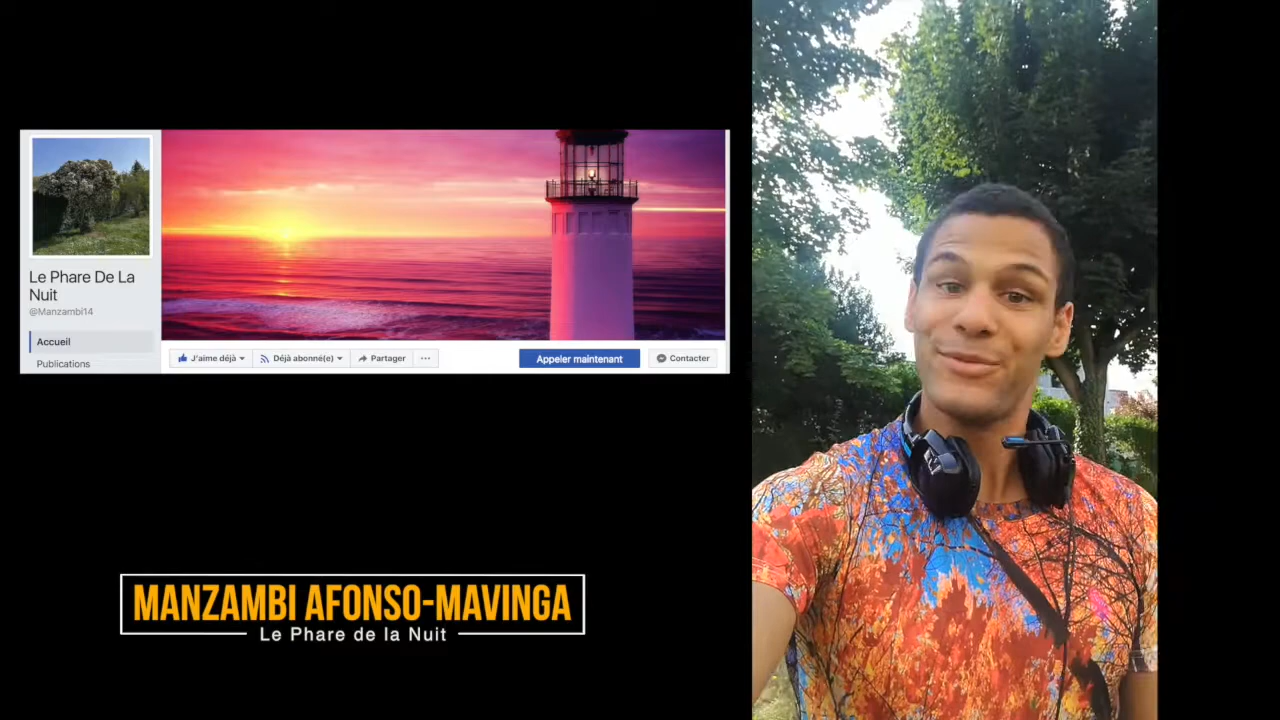 Le Phare De La
Nuit
@Manzambi14
Accueil
Publications
J'aime déjà
Déjà abonné(e)
Partager
Appeler maintenant
Contacter
MANZAMBI AFONSO-MAVINGA
Le Phare de la Nuit